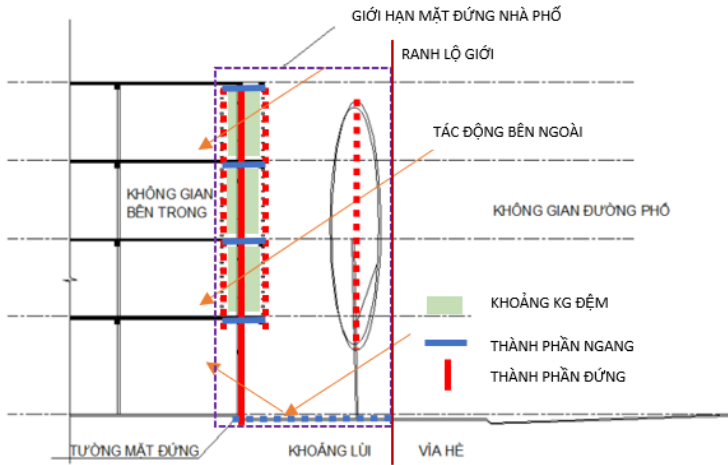 GIỚI HẠN MẶT ĐỨNG NHÀ PHỐ
RANH LỘ GIỚI
TÁC ĐỘNG BÊN NGOÀI
KHÔNG GIAN
BÊN TRONG
KHÔNG GIAN ĐƯỜNG PHỐ
KHOẢNG KG ĐỆM
THÀNH PHẦN NGANG
THÀNH PHẦN ĐỨNG
TƯỜNG MẶT ĐỨNG
KHOẢNG LÙI
VỈA HÈ